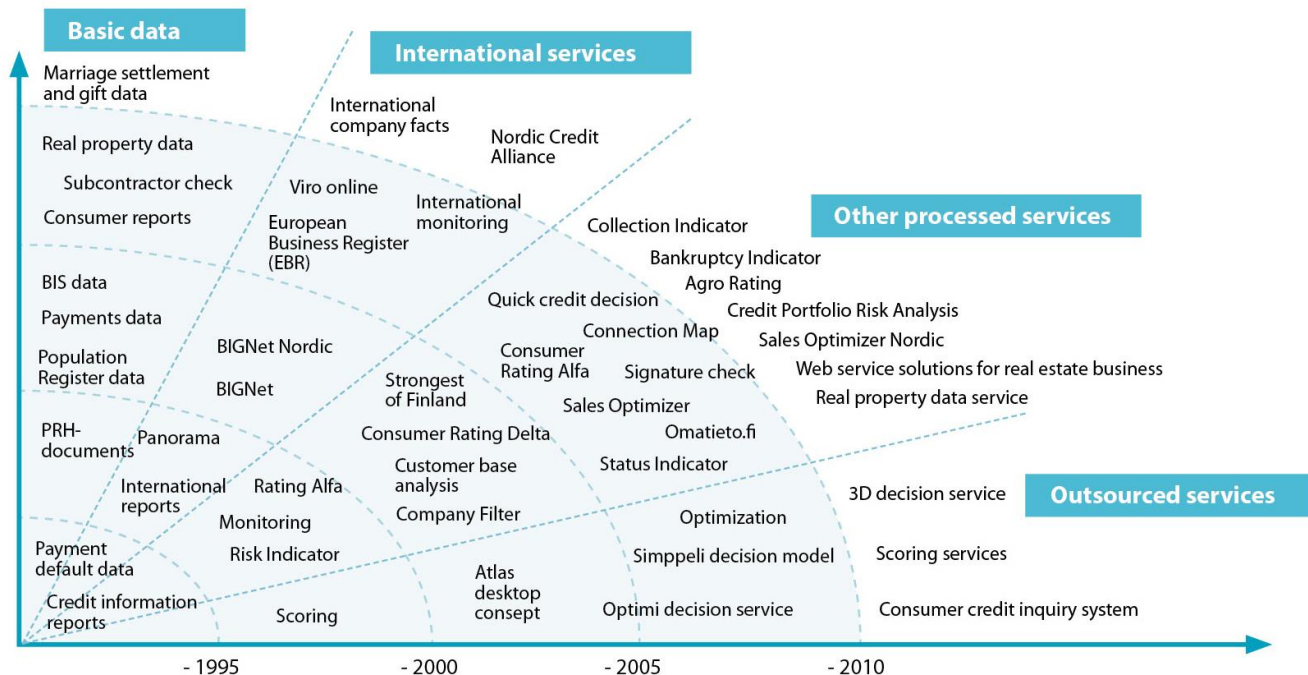 Basic data
Marriage settlement
and gift data
Real property data
Subcontractor check
Consumer reports
BIS data
Payments data
Population
Register data
PRH-
documents
Payment
default data
Credit information
reports
International services
International
company facts
Nordic Credit
Alliance
Viro online
International
monitoring
European
Business Register
(EBR)
BIGNet Nordic
BIGNet
Panorama
International
reports
Other processed services
Collection Indicator
Bankruptcy Indicator
Agro Rating
Credit Portfolio Risk Analysis
Sales Optimizer Nordic
Web service solutions for real estate business
Real property data service
Quick credit decision
Connection Map
Consumer
Rating Alfa
Signature check
Strongest
of Finland
Sales Optimizer
Omatieto.fi
Consumer Rating Delta
Status Indicator
Customer base
analysis
Company Filter
Rating Alfa
Monitoring
Risk Indicator
Outsourced services
3D decision service
Optimization
Simppeli decision model
Scoring services
Atlas
desktop
consept
Optimi decision service
Consumer credit inquiry system
Scoring
- 1995
- 2000
- 2005
- 2010